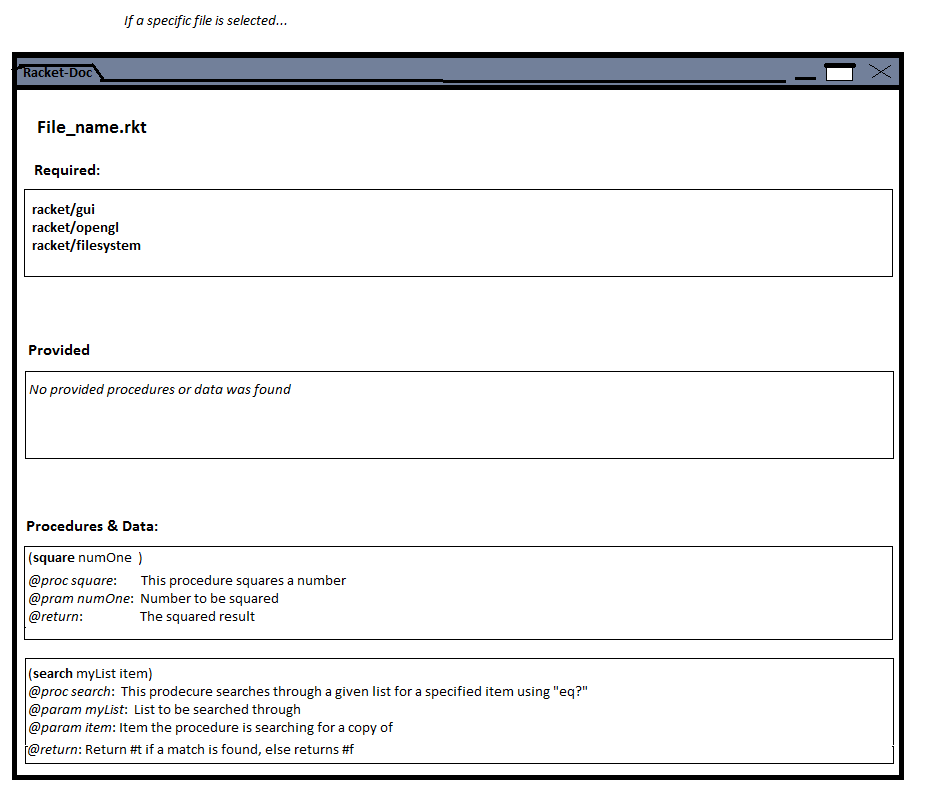 If a specific file is selected...
Racket-Doc
File_name.rkt
Required:
racket/gui
racket/opengl
racket/filesystem
Provided
No provided procedures or data was found
Procedures & Data:
(square numOne  )
@proc square: This procedure squares a number
@pram numOne: Number to be squared
@return: The squared result
(search myList item)
@proc search: This prodecure searches through a given list for a specified item using "eq?"
@param myList: List to be searched through
@param item: Item the procedure is searching for a copy of
@return: Return #t if a match is found, else returns #f